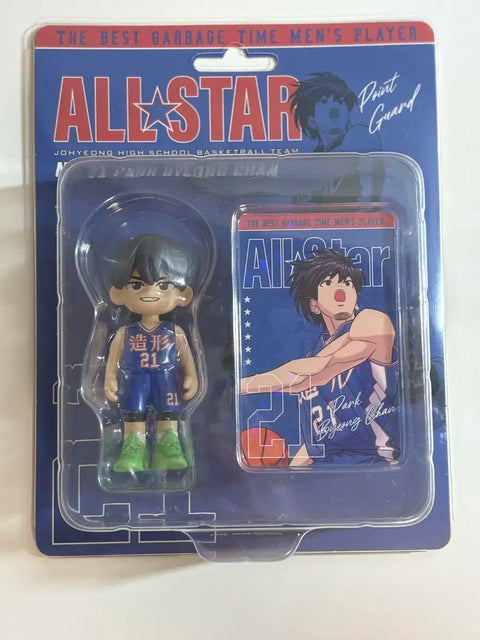 THE BEST GARBAGE TIME MEN'S PLAYER
ALL☆STAR
Point
Guard
JOHYEONG HIGH SCHOOL BASKETBALL TEAM
21 PARK BYEONG CHAN
THE BEST GARBAGE TIME MEN'S PLAYER
All☆Star
造形
21
21
21
Park
Byeong Chan